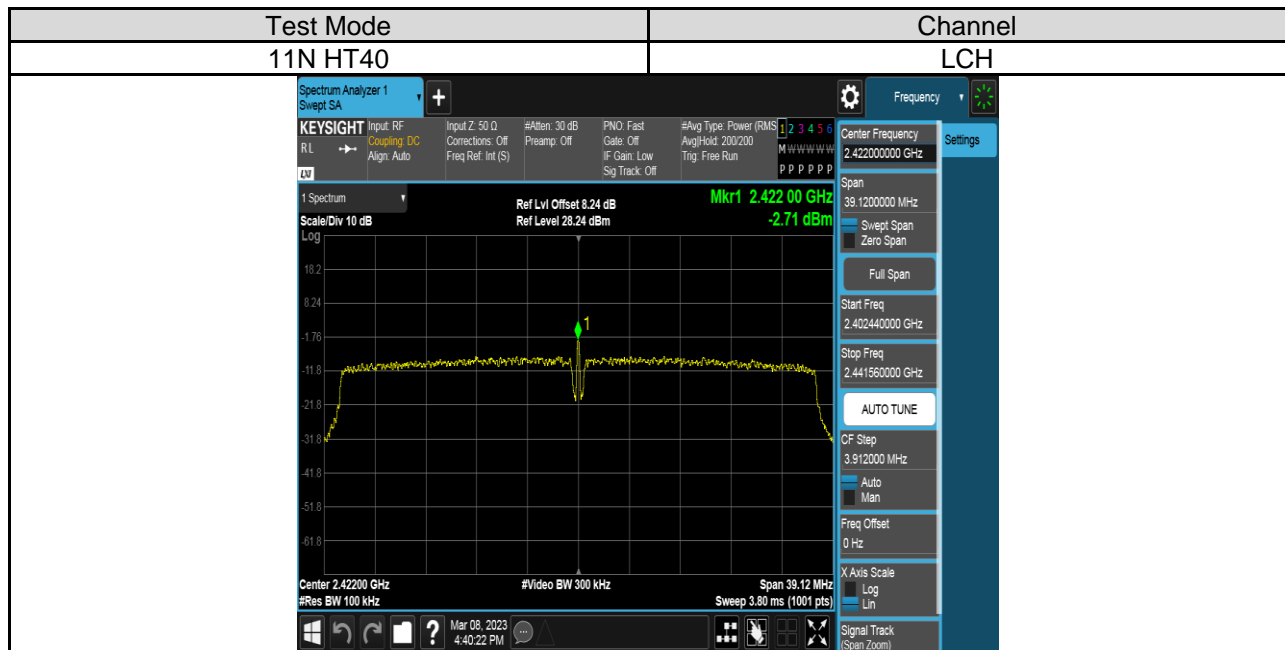 Test Mode Channel
11N HT40 LCH
Spectrum Analyzer 1
Swept SA
+
Frequency
KEYSIGHT
RL
LXI
Input: RF
Coupling: DC
Align: Auto
Input Z: 50 Ω
Corrections: Off
Freq Ref: Int (S)
#Atten: 30 dB
Preamp: Off
PNO: Fast
Gate: Off
IF Gain: Low
Sig Track: Off
#Avg Type: Power (RMS
Avg|Hold: 200/200
Trig: Free Run
1 2 3 4 5 6
M W W W W W
P P P P P P
1 Spectrum
Scale/Div 10 dB
Log
Ref Lvl Offset 8.24 dB
Ref Level 28.24 dBm
Mkr1 2.422 00 GHz
-2.71 dBm
18.2
8.24
-1.76
-11.8
-21.8
-31.8
-41.8
-51.8
-61.8
1
Center 2.42200 GHz
#Res BW 100 kHz
#Video BW 300 kHz
Span 39.12 MHz
Sweep 3.80 ms (1001 pts)
?
Mar 08, 2023
4:40:22 PM
Center Frequency
2.422000000 GHz
Settings
Span
39.1200000 MHz
Swept Span
Zero Span
Full Span
Start Freq
2.402440000 GHz
Stop Freq
2.441560000 GHz
AUTO TUNE
CF Step
3.912000 MHz
Auto
Man
Freq Offset
0 Hz
X Axis Scale
Log
Lin
Signal Track
(Span Zoom)